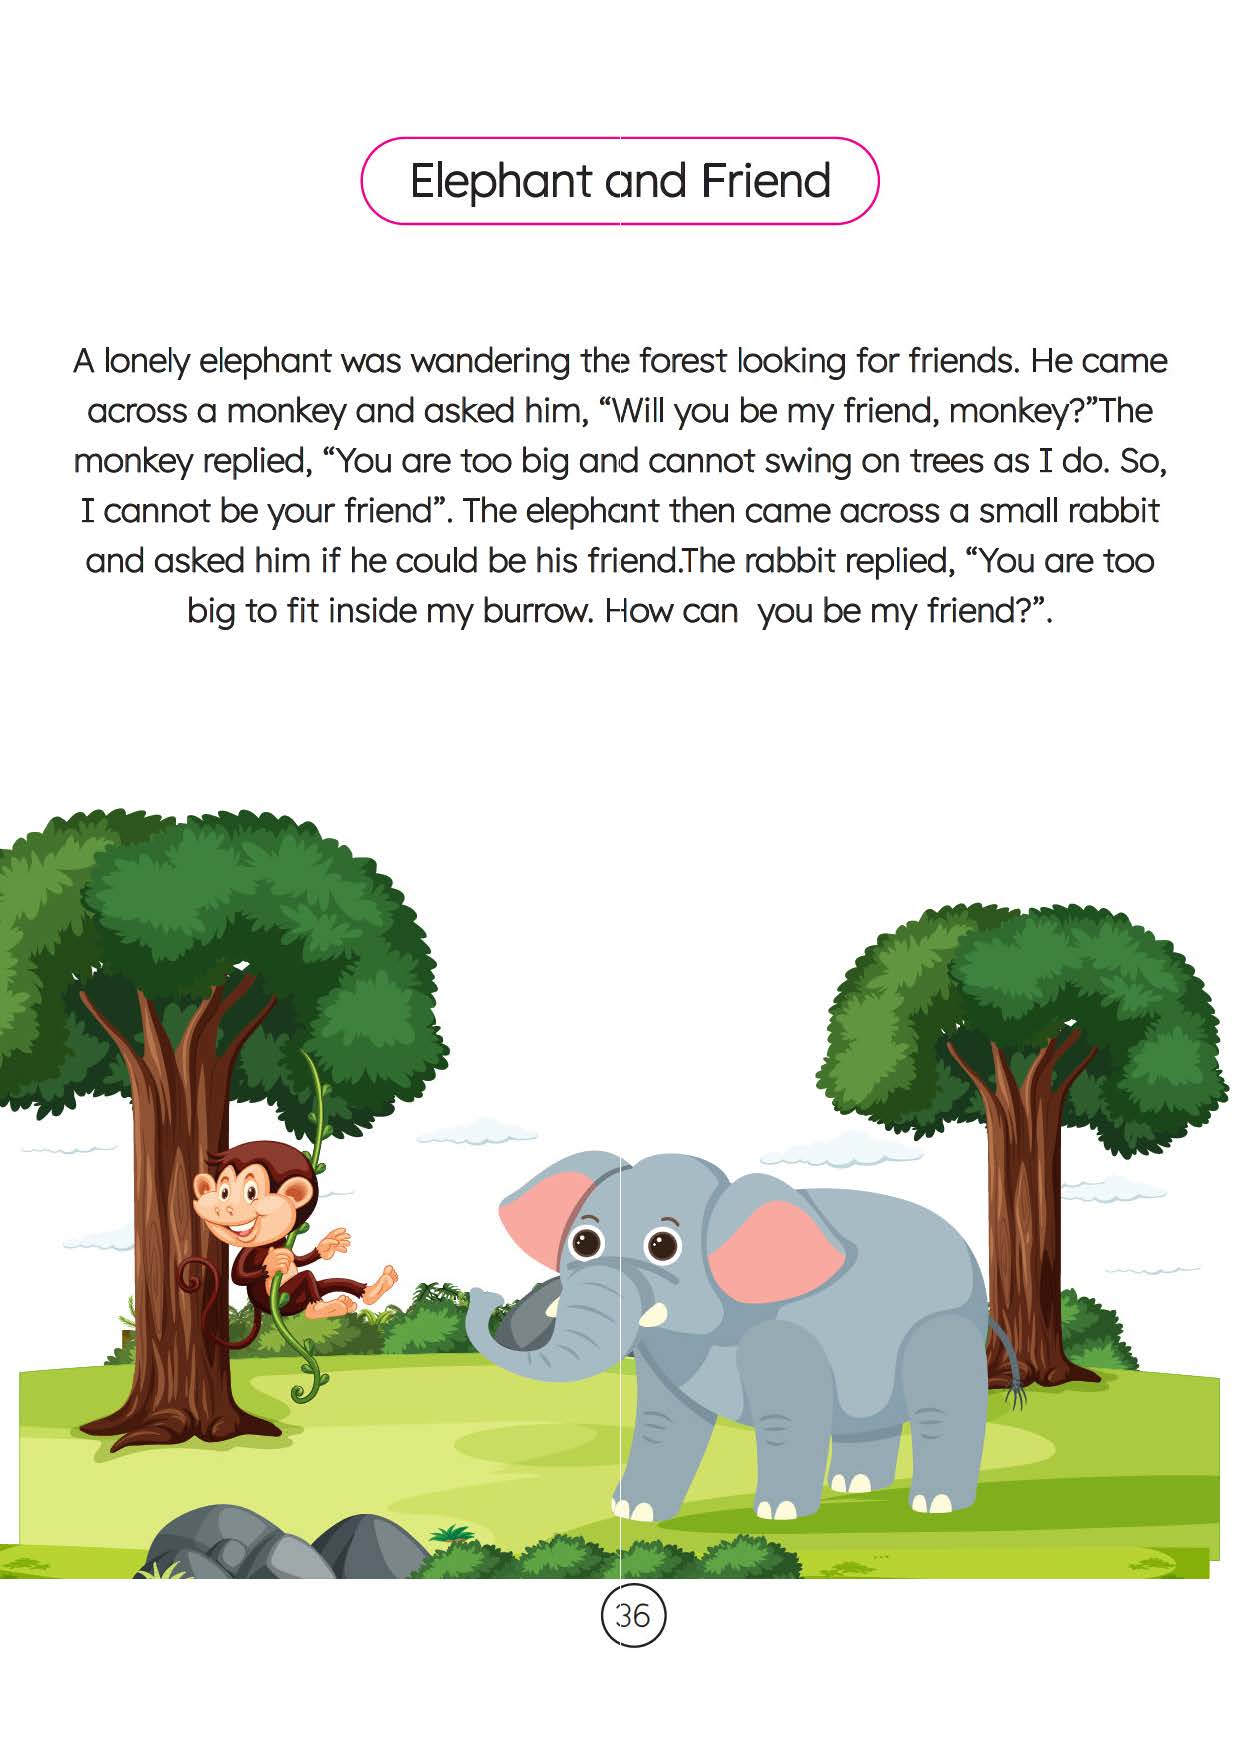 Elephant and Friend
A lonely elephant was wandering the forest looking for friends. He came
across a monkey and asked him, “Will you be my friend, monkey?”The
monkey replied, “You are too big and cannot swing on trees as I do. So,
I cannot be your friend”. The elephant then came across a small rabbit
and asked him if he could be his friend.The rabbit replied, “You are too
big to fit inside my burrow. How can  you be my friend?”.
36